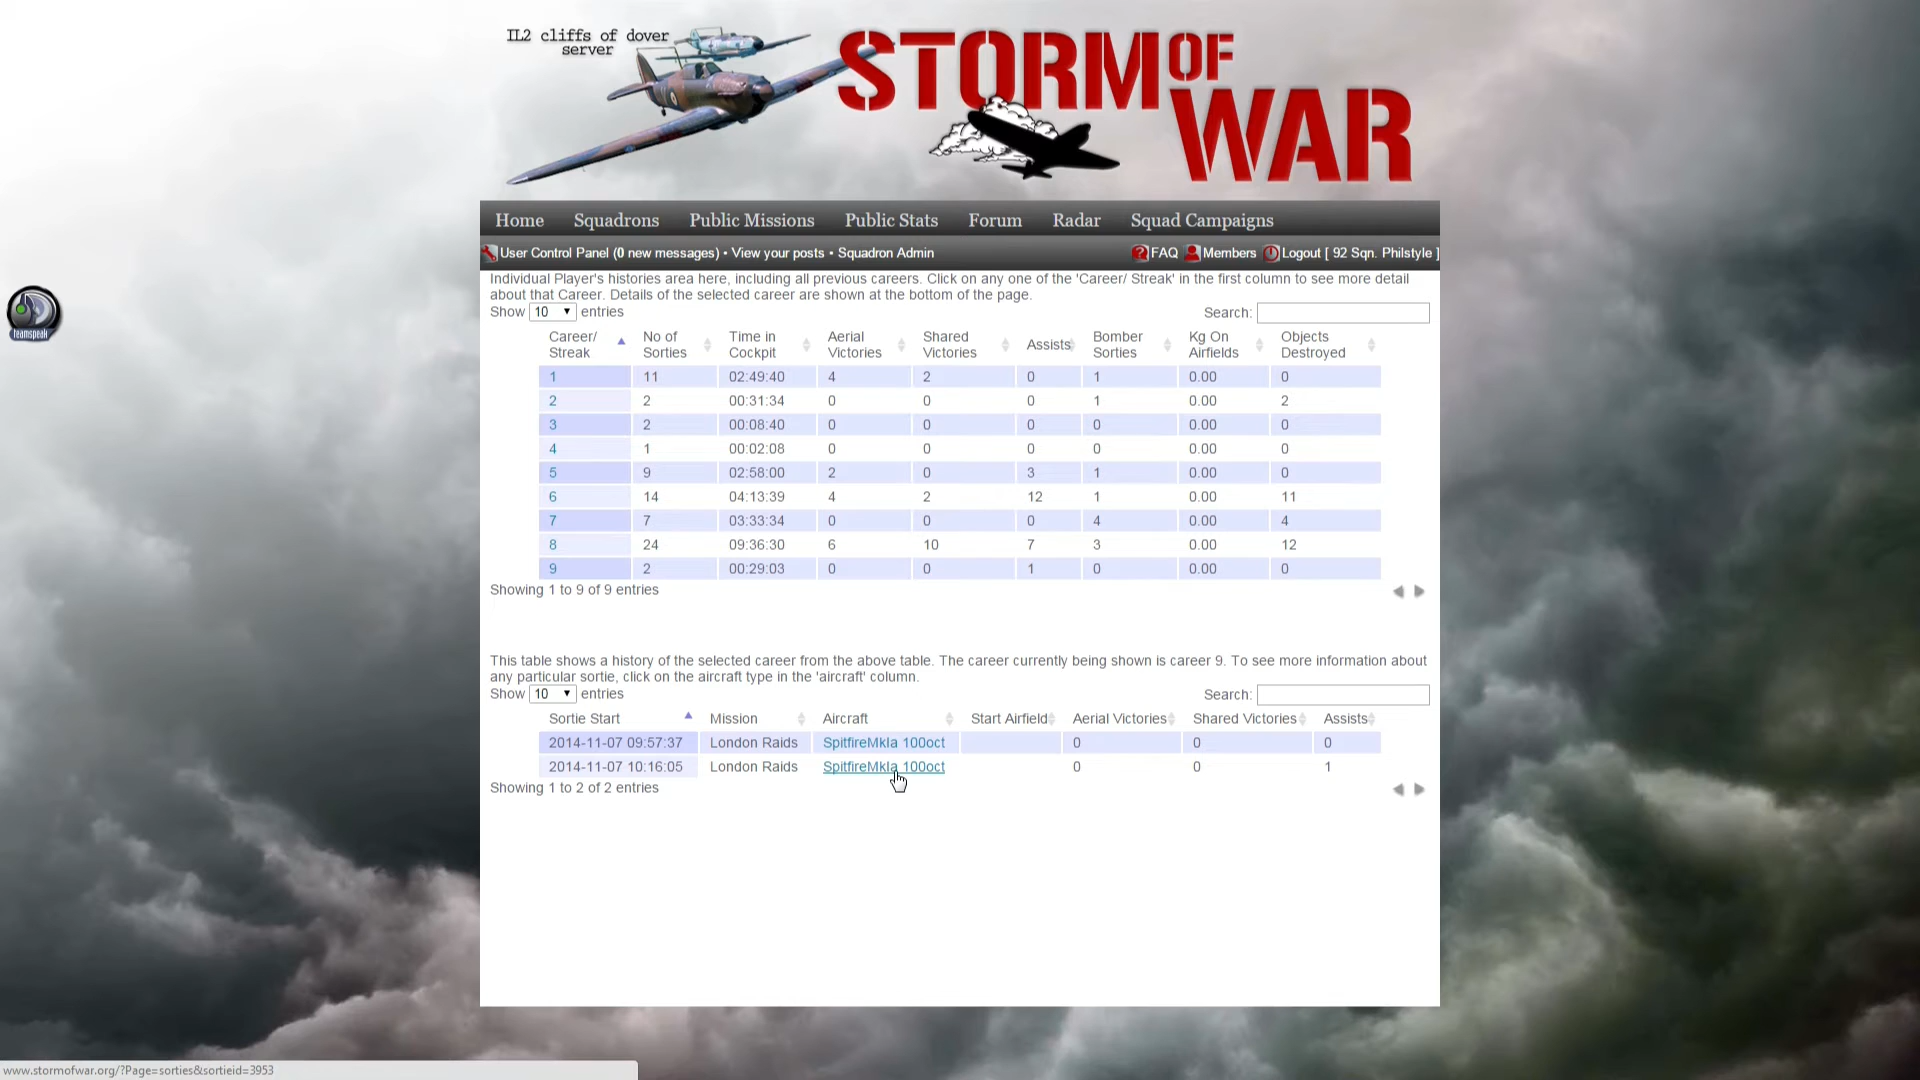 IL2 cliffs of dover
server
STORM OF
WAR
Home Squadrons Public Missions Public Stats Forum Radar Squad Campaigns
User Control Panel (0 new messages) • View your posts • Squadron Admin FAQ Members Logout [ 92 Sqn. Philstyle ]
Individual Player's histories area here, including all previous careers. Click on any one of the 'Career/ Streak' in the first column to see more detail
about that Career. Details of the selected career are shown at the bottom of the page.
Show 10 entries Search:
teamspeak
Career/ Streak No of Sorties Time in Cockpit Aerial Victories Shared Victories Assists Bomber Sorties Kg On Airfields Objects Destroyed
1 11 02:49:40 4 2 0 1 0.00 0
2 2 00:31:34 0 0 0 1 0.00 2
3 2 00:08:40 0 0 0 0 0.00 0
4 1 00:02:08 0 0 0 0 0.00 0
5 9 02:58:00 2 0 3 1 0.00 0
6 14 04:13:39 4 2 12 1 0.00 11
7 7 03:33:34 0 0 0 4 0.00 4
8 24 09:36:30 6 10 7 3 0.00 12
9 2 00:29:03 0 0 1 0 0.00 0
Showing 1 to 9 of 9 entries
This table shows a history of the selected career from the above table. The career currently being shown is career 9. To see more information about
any particular sortie, click on the aircraft type in the 'aircraft' column.
Show 10 entries Search:
Sortie Start Mission Aircraft Start Airfield Aerial Victories Shared Victories Assists
2014-11-07 09:57:37 London Raids SpitfireMkIa 100oct 0 0 0
2014-11-07 10:16:05 London Raids SpitfireMkIa 100oct 0 0 1
Showing 1 to 2 of 2 entries
www.stormofwar.org/?Page=sorties&sortieid=3953